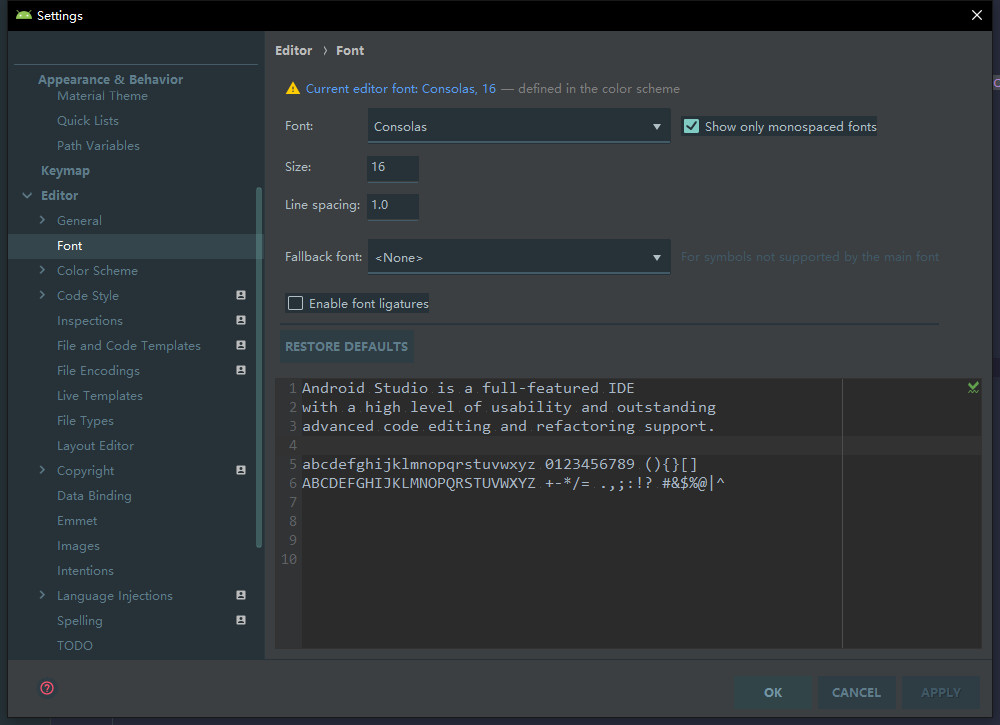 Settings
Appearance & Behavior
Material Theme
Quick Lists
Path Variables
Keymap
Editor
General
Font
Color Scheme
Code Style
Inspections
File and Code Templates
File Encodings
Live Templates
File Types
Layout Editor
Copyright
Data Binding
Emmet
Images
Intentions
Language Injections
Spelling
TODO
Editor › Font
Current editor font: Consolas, 16 — defined in the color scheme
Font: Consolas Show only monospaced fonts
Size: 16
Line spacing: 1.0
Fallback font: <None> For symbols not supported by the main font
Enable font ligatures
RESTORE DEFAULTS
1 Android Studio is a full-featured IDE
2 with a high level of usability and outstanding
3 advanced code editing and refactoring support.
4
5 abcdefghijklmnopqrstuvwxyz 0123456789 (){}[]
6 ABCDEFGHIJKLMNOPQRSTUVWXYZ +-*/= .,;:!? #&$%@|^
7
8
9
10
OK CANCEL APPLY